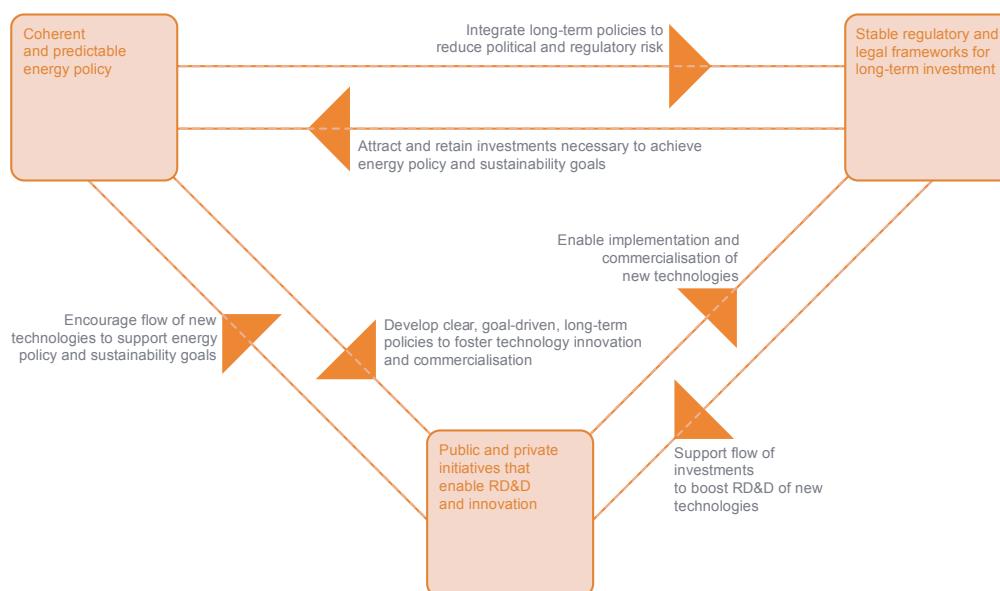 Coherent
and predictable
energy policy
Integrate long-term policies to
reduce political and regulatory risk
Stable regulatory and
legal frameworks for
long-term investment
Attract and retain investments necessary to achieve
energy policy and sustainability goals
Enable implementation and
commercialisation of
new technologies
Encourage flow of new
technologies to support energy
policy and sustainability goals
Develop clear, goal-driven, long-term
policies to foster technology innovation
and commercialisation
Public and private
initiatives that
enable RD&D
and innovation
Support flow of
investments
to boost RD&D of new
technologies